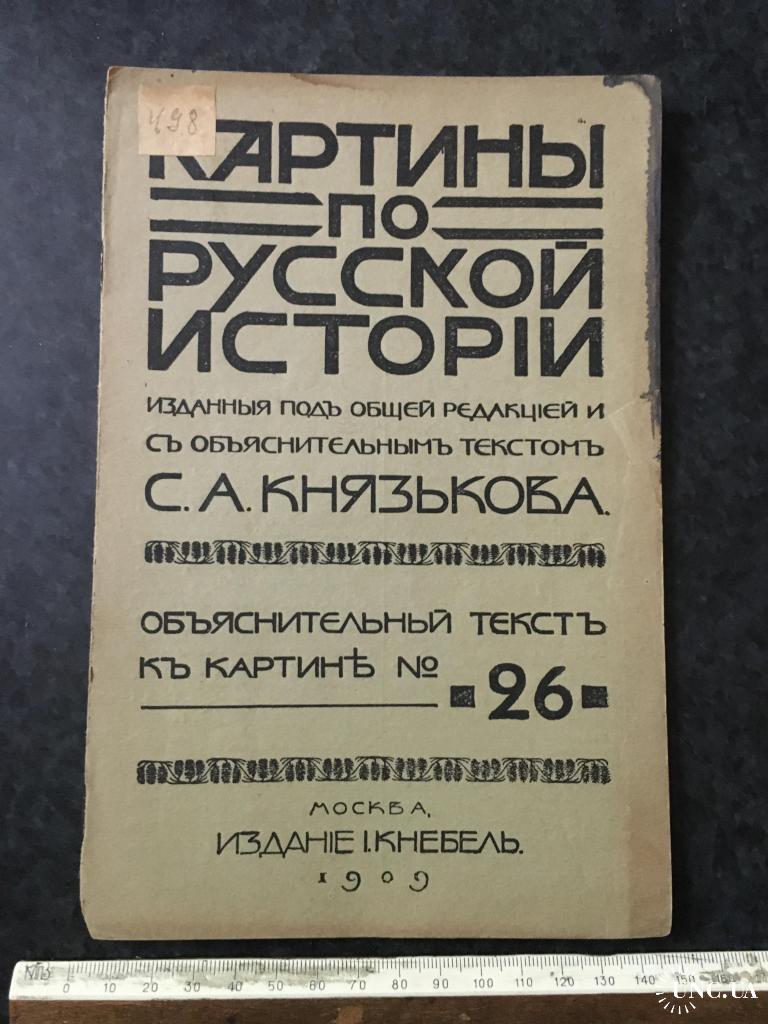 498
КАРТИНЫ
ПО
РУССКОЙ
ИСТОРІИ
ИЗДАННЫЯ ПОДЪ ОБЩЕЙ РЕДАКЦІЕЙ И
СЪ ОБЪЯСНИТЕЛЬНЫМЪ ТЕКСТОМЪ
С. А. КНЯЗЬКОВА.
ОБЪЯСНИТЕЛЬНЫЙ ТЕКСТЪ
КЪ КАРТИНѢ №
26
МОСКВА,
ИЗДАНІЕ І. КНЕБЕЛЬ.
1909
0 10 20 30 40 50 60 70 80 90 100 110 120 130 140 150
UNC.UA